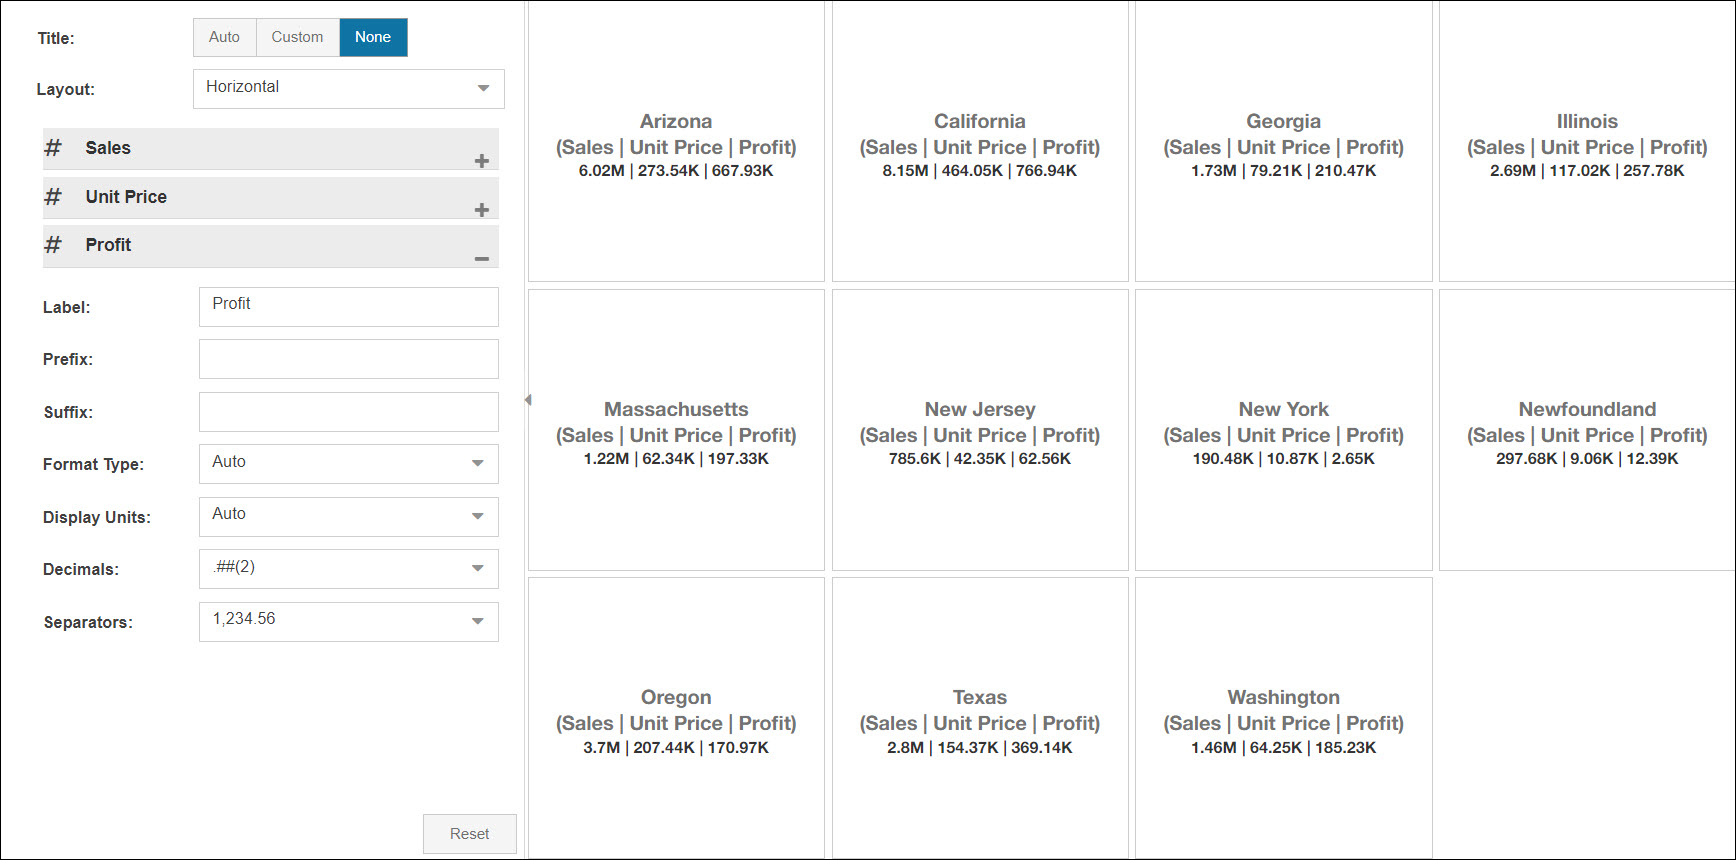 Title:
Auto Custom None
Layout:
Horizontal
# Sales
# Unit Price
# Profit
Label:
Profit
Prefix:
Suffix:
Format Type:
Auto
Display Units:
Auto
Decimals:
.##(2)
Separators:
1,234.56
Reset
Arizona
(Sales | Unit Price | Profit)
6.02M | 273.54K | 667.93K
California
(Sales | Unit Price | Profit)
8.15M | 464.05K | 766.94K
Georgia
(Sales | Unit Price | Profit)
1.73M | 79.21K | 210.47K
Illinois
(Sales | Unit Price | Profit)
2.69M | 117.02K | 257.78K
Massachusetts
(Sales | Unit Price | Profit)
1.22M | 62.34K | 197.33K
New Jersey
(Sales | Unit Price | Profit)
785.6K | 42.35K | 62.56K
New York
(Sales | Unit Price | Profit)
190.48K | 10.87K | 2.65K
Newfoundland
(Sales | Unit Price | Profit)
297.68K | 9.06K | 12.39K
Oregon
(Sales | Unit Price | Profit)
3.7M | 207.44K | 170.97K
Texas
(Sales | Unit Price | Profit)
2.8M | 154.37K | 369.14K
Washington
(Sales | Unit Price | Profit)
1.46M | 64.25K | 185.23K